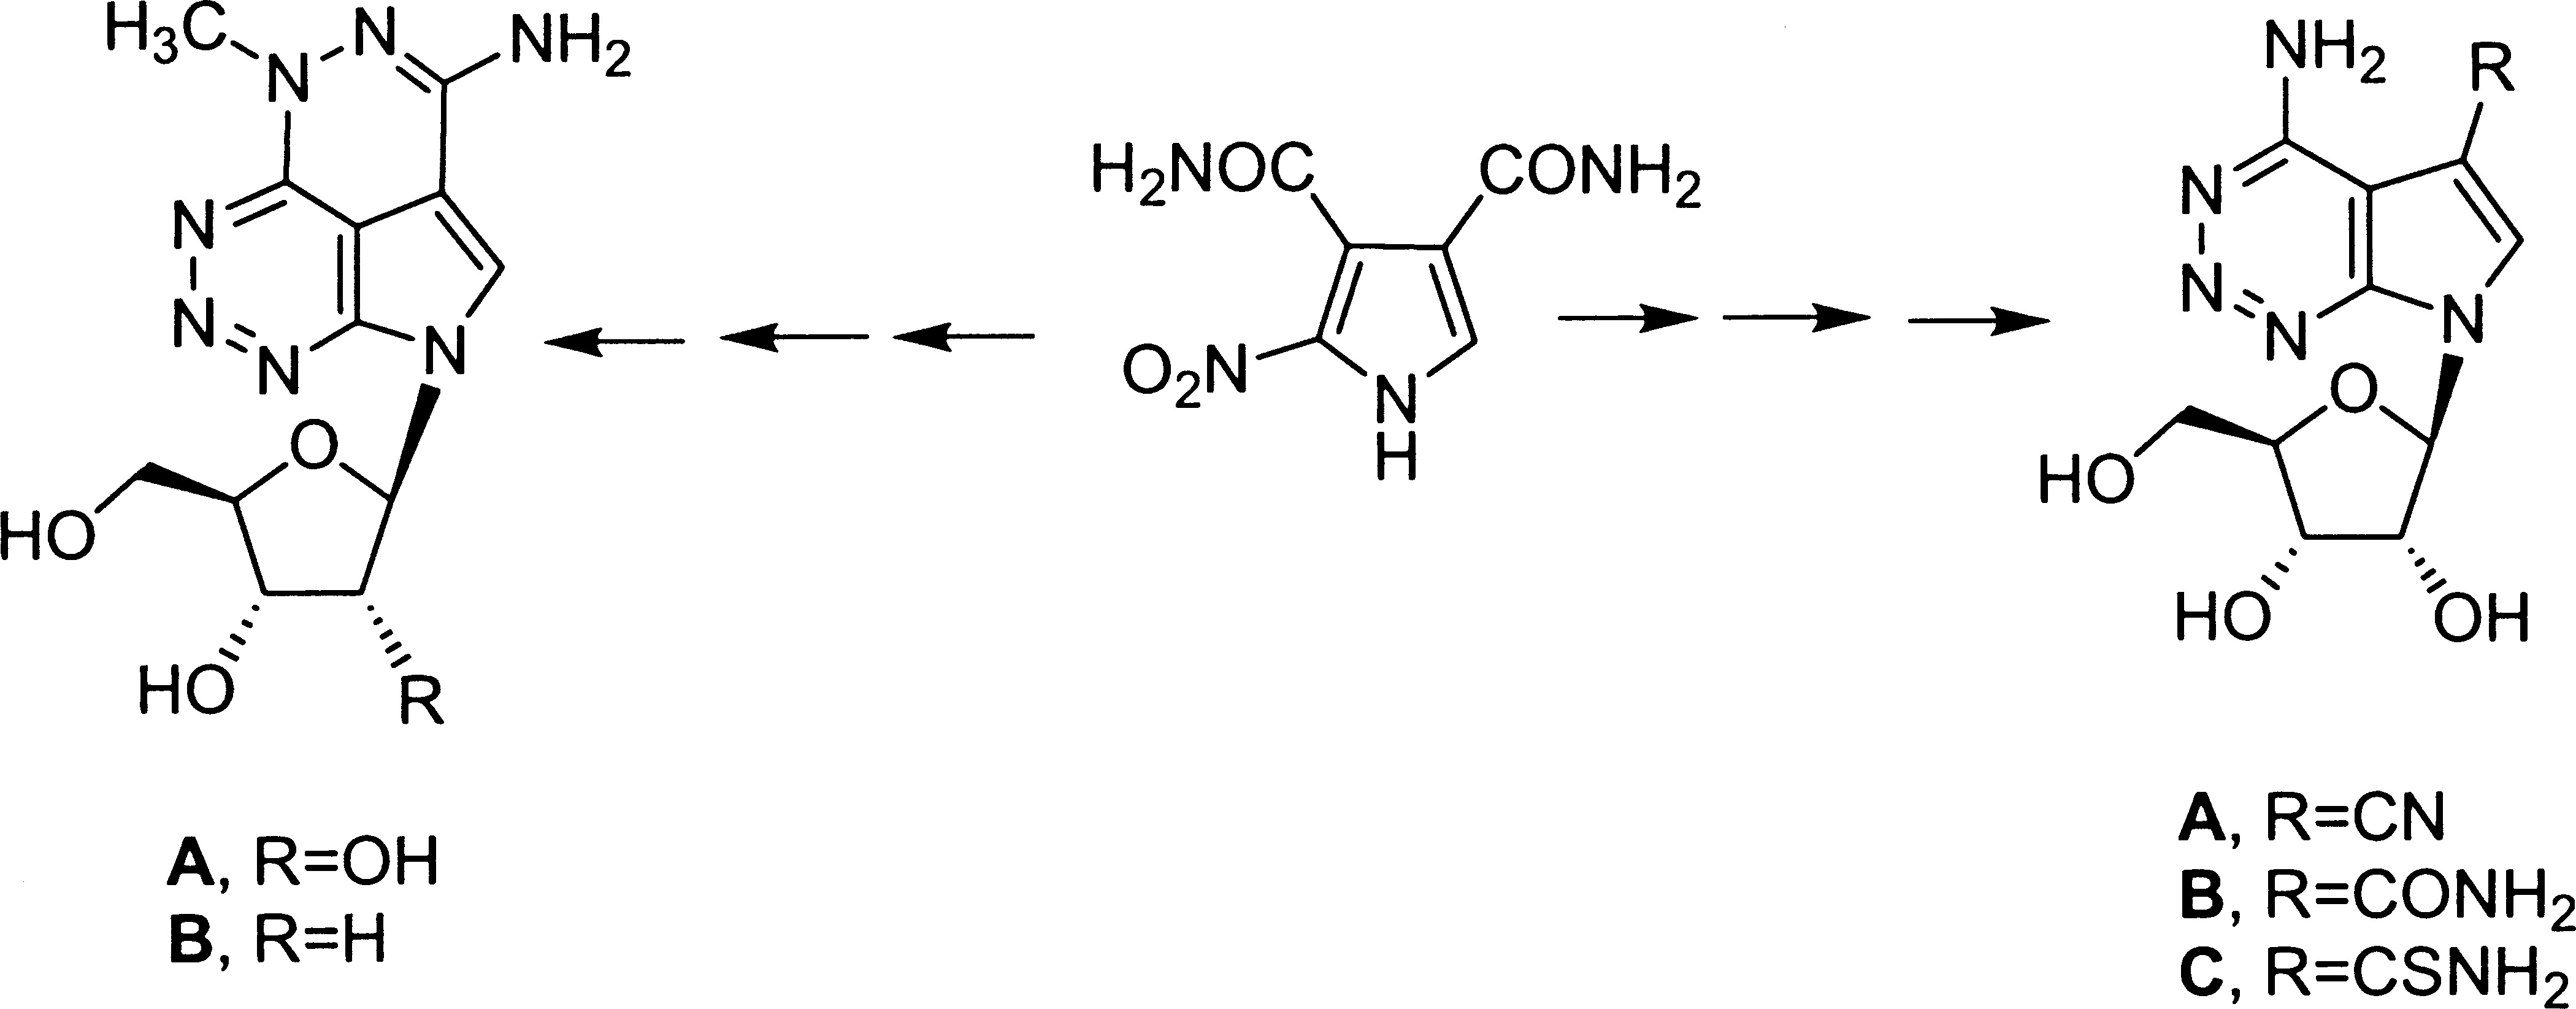 H3C
N
N
NH2
N
N
N
N
O
HO
HO
R
H2NOC
CONH2
O2N
N
H
NH2
R
N
N
N
N
O
HO
HO
OH
A, R=OH
B, R=H
A, R=CN
B, R=CONH2
C, R=CSNH2